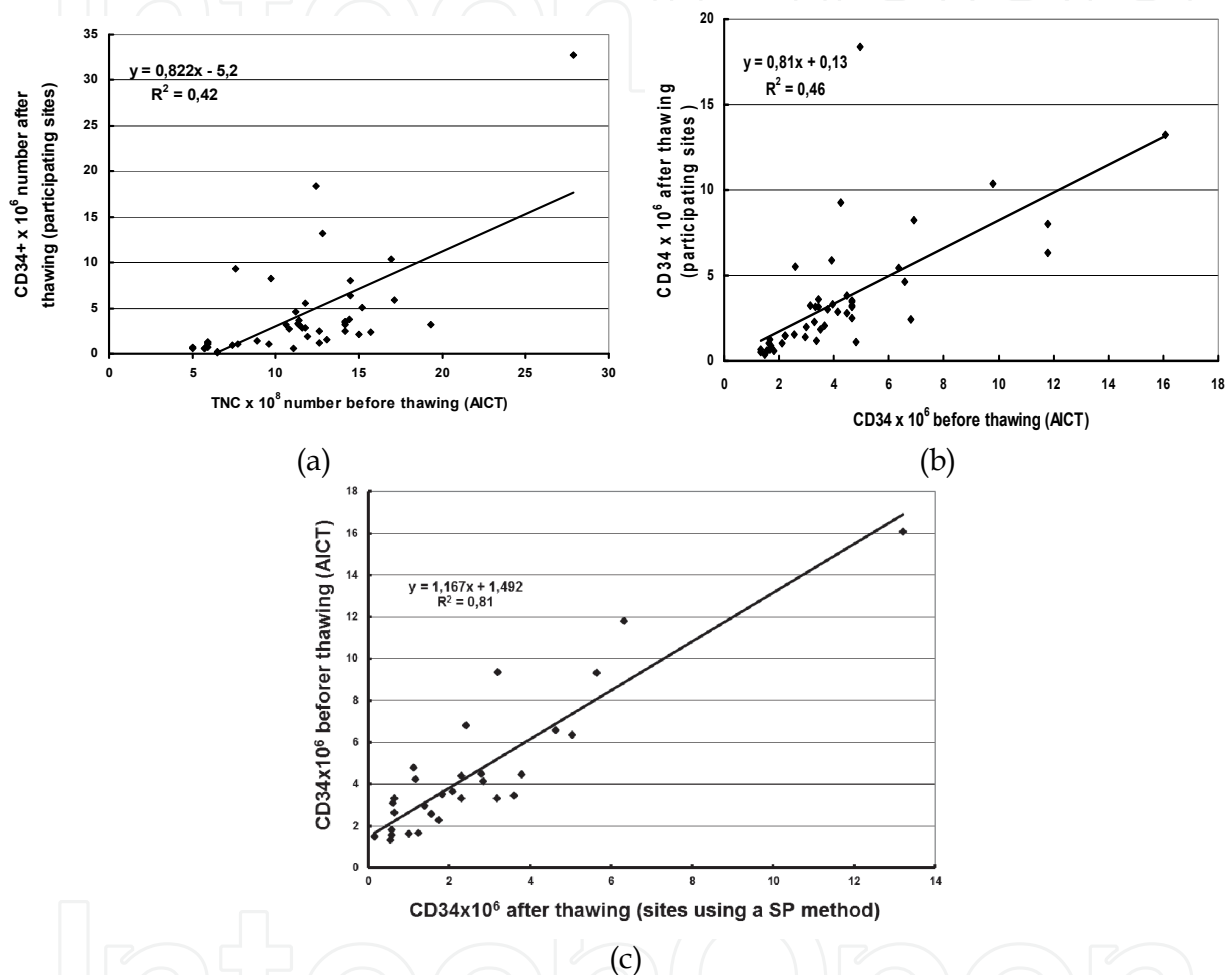 35
30
25
20
15
10
5
0
y = 0,822x - 5,2
R² = 0,42
CD34+ x 10⁶ number after
thawing (participating sites)
0 5 10 15 20 25 30
TNC x 10⁸ number before thawing (AICT)
(a)
20
15
10
5
0
y = 0,81x + 0,13
R² = 0,46
CD34 x 10⁶ after thawing
(participating sites )
0 2 4 6 8 10 12 14 16 18
CD34 x 10⁶ before thawing (AICT)
(b)
18
16
14
12
10
8
6
4
2
0
y = 1,167x + 1,492
R² = 0,81
CD34x10⁶ beforer thawing (AICT)
0 2 4 6 8 10 12 14
CD34x10⁶ after thawing (sites using a SP method)
(c)